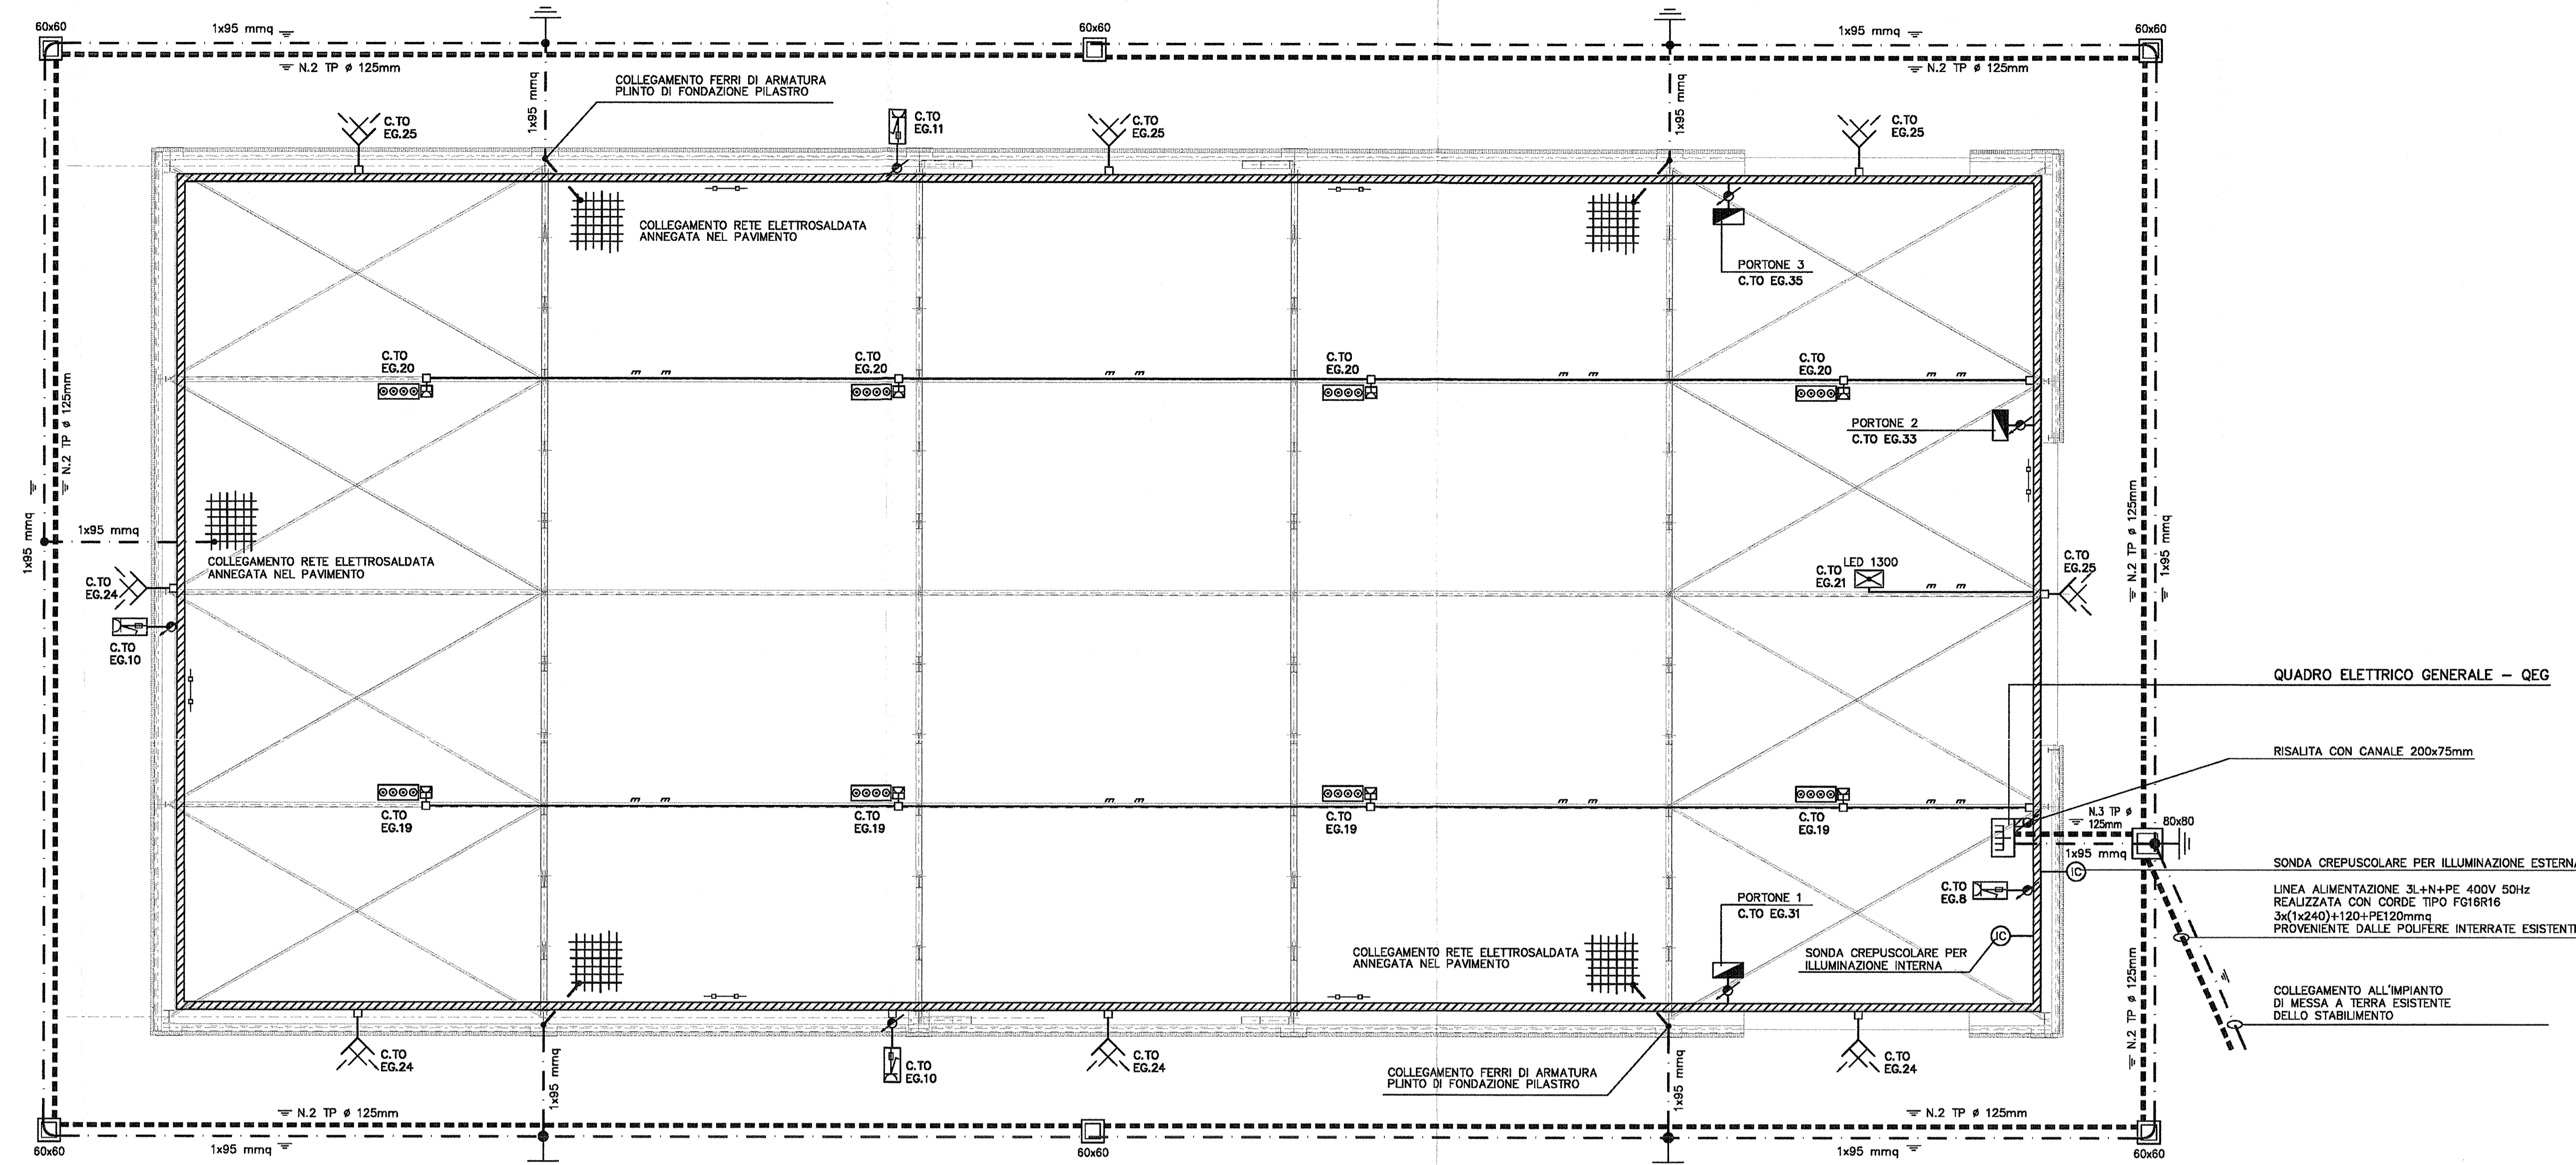 60x60
1x95 mmq
N.2 TP ø 125mm
60x60
1x95 mmq
N.2 TP ø 125mm
60x60
1x95 mmq
COLLEGAMENTO FERRI DI ARMATURA
PLINTO DI FONDAZIONE PILASTRO
1x95 mmq
C.TO
EG.25
C.TO
EG.11
C.TO
EG.25
C.TO
EG.25
COLLEGAMENTO RETE ELETTROSALDATA
ANNEGATA NEL PAVIMENTO
PORTONE 3
C.TO EG.35
C.TO
EG.20
C.TO
EG.20
C.TO
EG.20
C.TO
EG.20
N.2 TP ø 125mm
PORTONE 2
C.TO EG.33
1x95 mmq
1x95 mmq
COLLEGAMENTO RETE ELETTROSALDATA
ANNEGATA NEL PAVIMENTO
C.TO
EG.24
C.TO
EG.10
LED 1300
C.TO
EG.21
C.TO
EG.25
N.2 TP ø 125mm
1x95 mmq
QUADRO ELETTRICO GENERALE – QEG
RISALITA CON CANALE 200x75mm
C.TO
EG.19
C.TO
EG.19
C.TO
EG.19
C.TO
EG.19
N.3 TP ø
125mm
80x80
1x95 mmq
IC
SONDA CREPUSCOLARE PER ILLUMINAZIONE ESTERNA
C.TO
EG.8
LINEA ALIMENTAZIONE 3L+N+PE 400V 50Hz
REALIZZATA CON CORDE TIPO FG16R16
3x(1x240)+120+PE120mmq
PROVENIENTE DALLE POLIFERE INTERRATE ESISTENTI
PORTONE 1
C.TO EG.31
IC
SONDA CREPUSCOLARE PER
ILLUMINAZIONE INTERNA
COLLEGAMENTO RETE ELETTROSALDATA
ANNEGATA NEL PAVIMENTO
N.2 TP ø 125mm
COLLEGAMENTO ALL'IMPIANTO
DI MESSA A TERRA ESISTENTE
DELLO STABILIMENTO
C.TO
EG.24
C.TO
EG.10
C.TO
EG.24
C.TO
EG.24
COLLEGAMENTO FERRI DI ARMATURA
PLINTO DI FONDAZIONE PILASTRO
1x95 mmq
1x95 mmq
N.2 TP ø 125mm
N.2 TP ø 125mm
60x60
1x95 mmq
60x60
1x95 mmq
60x60